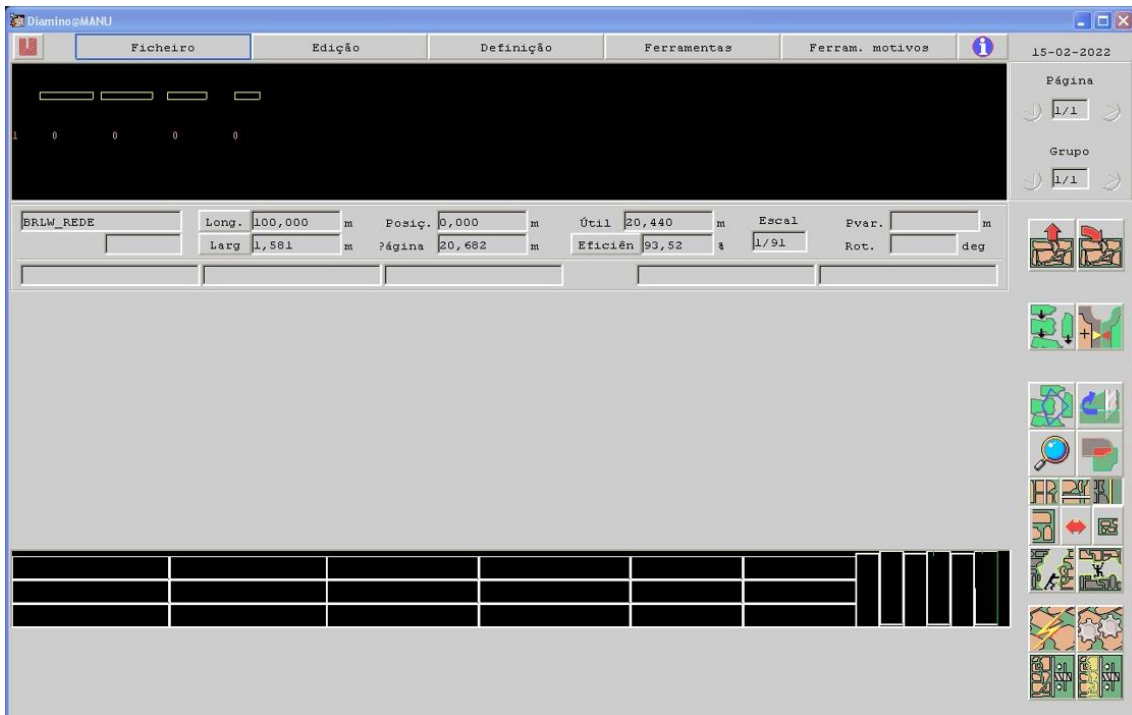 Diamino@MANU
Ficheiro Edição Definição Ferramentas Ferram. motivos i 15-02-2022
Página
1/1
Grupo
1/1
1 0 0 0 0
BRLW_REDE Long. 100,000 m Posiç. 0,000 m Útil 20,440 m Escal Pvar. m
Larg 1,581 m ?ágina 20,682 m Eficiên 93,52 % 1/91 Rot. deg